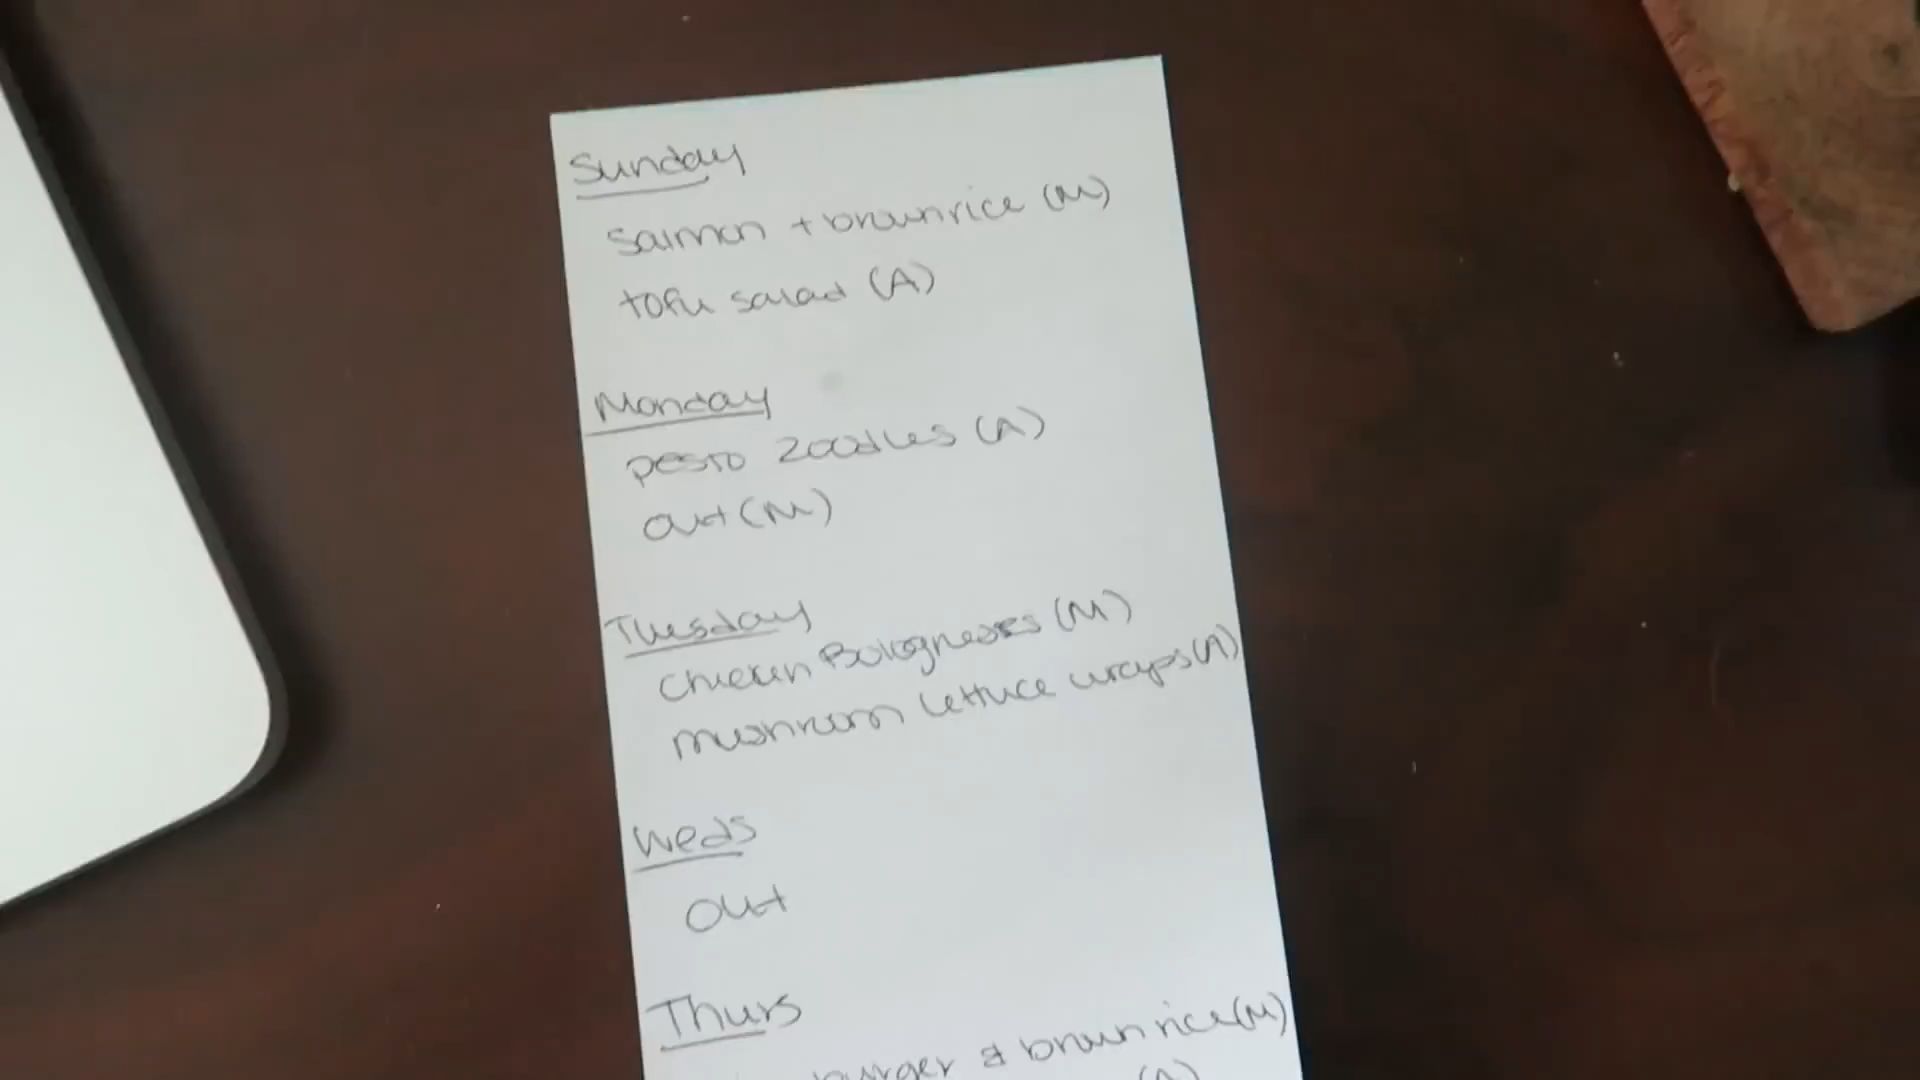 Sunday
salmon + brown rice (M)
tofu salad (A)
Monday
pesto zoodles (A)
out (M)
Tuesday
chicken Bolognese (M)
mushroom lettuce wraps (A)
Weds
out
Thurs
burger & brown rice (M)
(A)